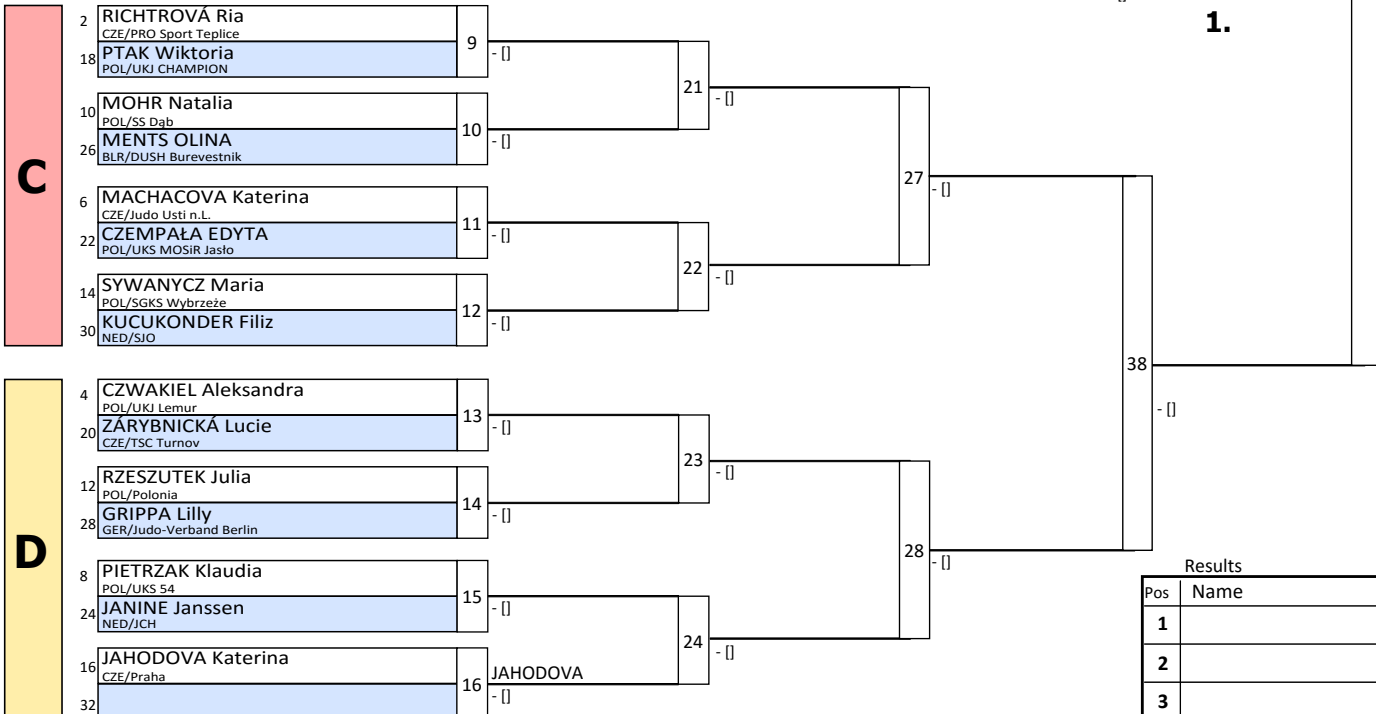 1.
C
2
RICHTROVÁ Ria
CZE/PRO Sport Teplice
18
PTAK Wiktoria
POL/UKJ CHAMPION
9
- []
10
MOHR Natalia
POL/SS Dąb
26
MENTS OLINA
BLR/DUSH Burevestnik
10
- []
21
- []
6
MACHACOVA Katerina
CZE/Judo Usti n.L.
22
CZEMPAŁA EDYTA
POL/UKS MOSiR Jasło
11
- []
14
SYWANYCZ Maria
POL/SGKS Wybrzeże
30
KUCUKONDER Filiz
NED/SJO
12
- []
22
- []
27
- []
D
4
CZWAKIEL Aleksandra
POL/UKJ Lemur
20
ZÁRYBNICKÁ Lucie
CZE/TSC Turnov
13
- []
12
RZESZUTEK Julia
POL/Polonia
28
GRIPPA Lilly
GER/Judo-Verband Berlin
14
- []
23
- []
8
PIETRZAK Klaudia
POL/UKS 54
24
JANINE Janssen
NED/JCH
15
- []
16
JAHODOVA Katerina
CZE/Praha
32
16
JAHODOVA
- []
24
- []
28
- []
38
- []
Results
Pos Name
1
2
3